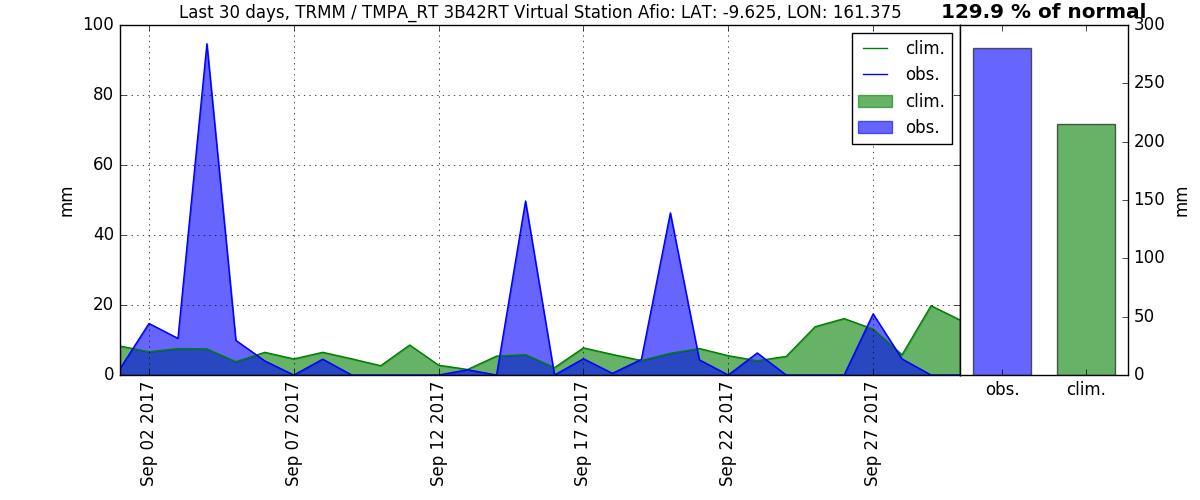 Last 30 days, TRMM / TMPA_RT 3B42RT Virtual Station Afio: LAT: -9.625, LON: 161.375
129.9 % of normal
100
80
60
40
20
0
mm
clim.
obs.
clim.
obs.
Sep 02 2017
Sep 07 2017
Sep 12 2017
Sep 17 2017
Sep 22 2017
Sep 27 2017
300
250
200
150
100
50
0
mm
obs.
clim.